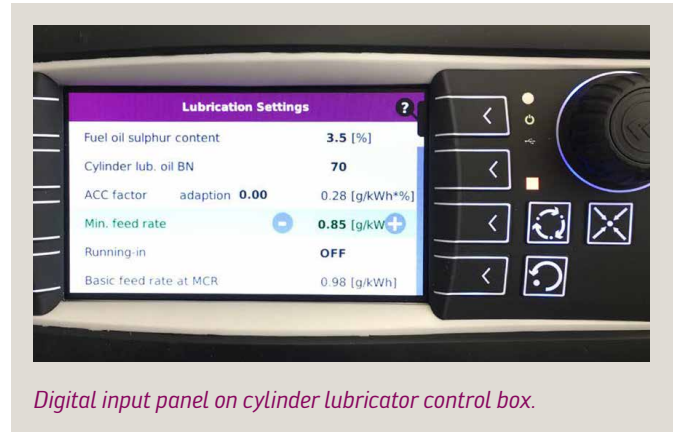 Lubrication Settings ?
Fuel oil sulphur content 3.5 [%]
Cylinder lub. oil BN 70
ACC factor adaption 0.00 0.28 [g/kWh*%]
Min. feed rate - 0.85 [g/kW +
Running-in OFF
Basic feed rate at MCR 0.98 [g/kWh]
Digital input panel on cylinder lubricator control box.